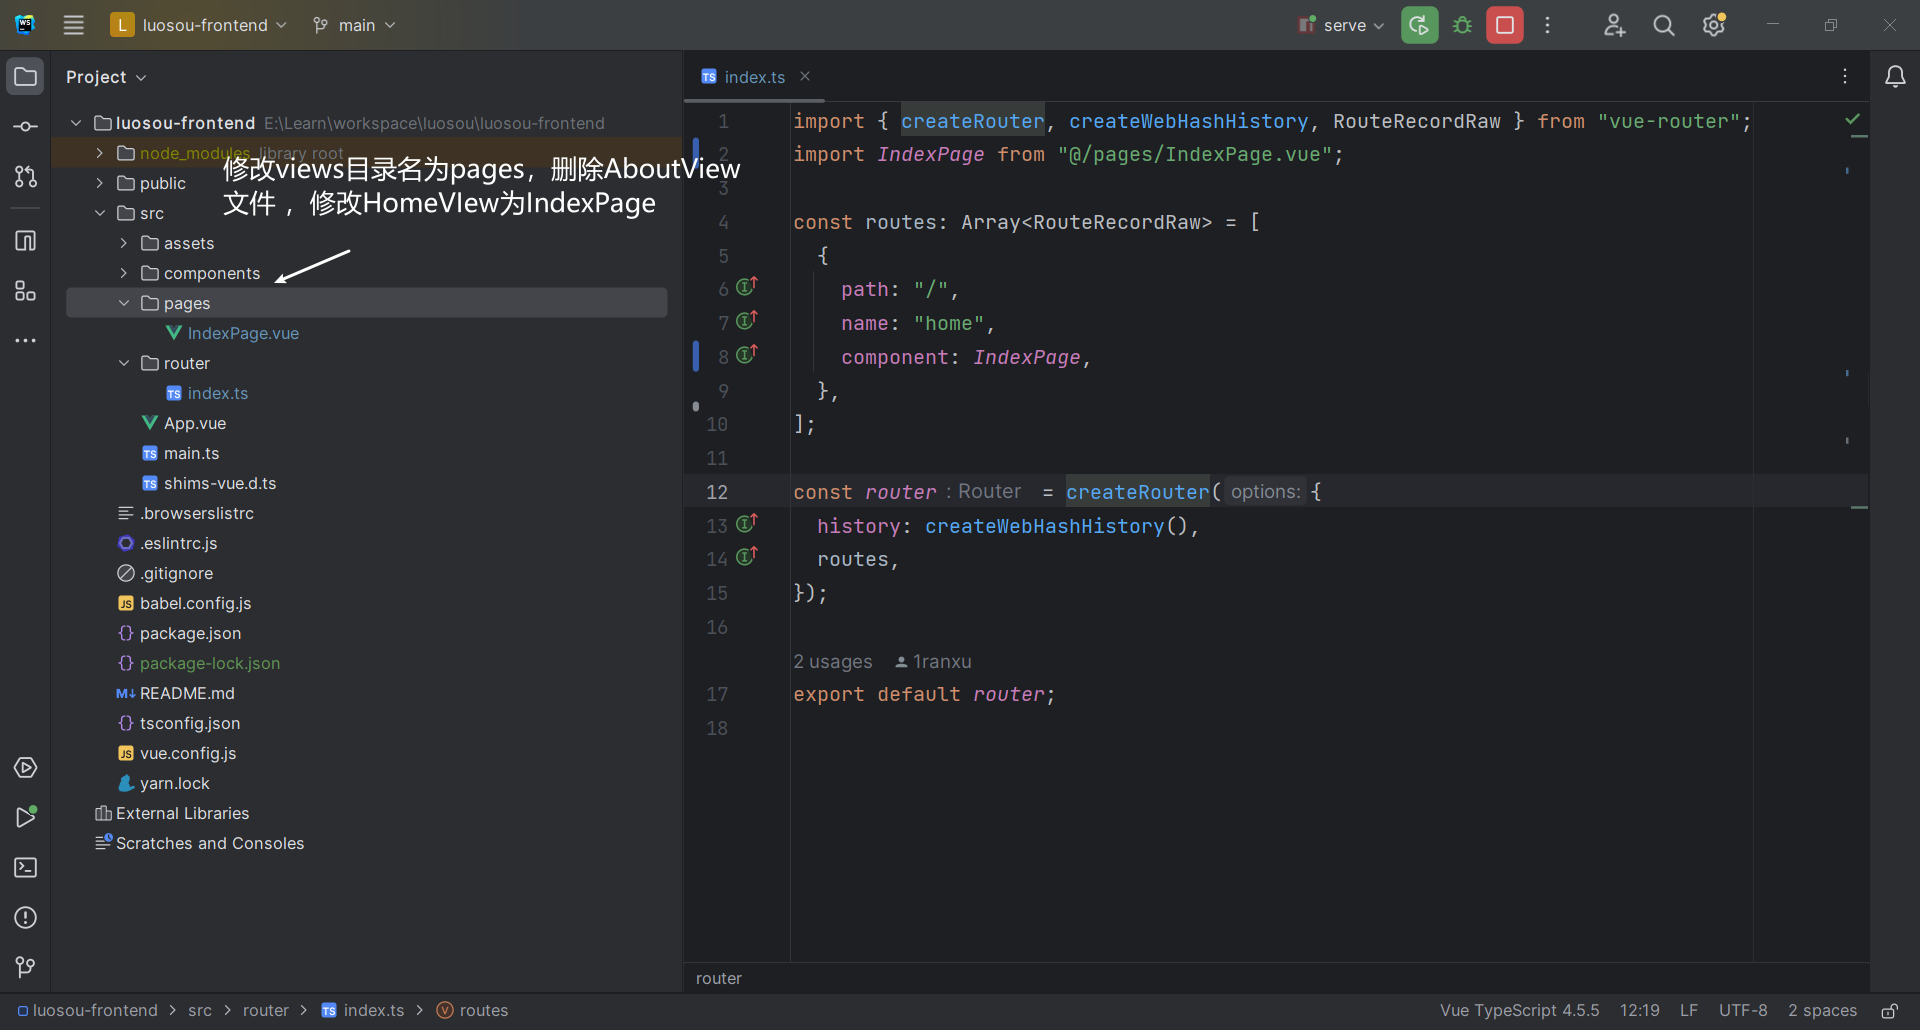 L luosou-frontend main serve
Project
luosou-frontend E:\Learn\workspace\luosou\luosou-frontend
node_modules library root
修改views目录名为pages，删除AboutView
文件 ，修改HomeVIew为IndexPage
public
src
assets
components
pages
IndexPage.vue
router
index.ts
App.vue
main.ts
shims-vue.d.ts
.browserslistrc
.eslintrc.js
.gitignore
babel.config.js
package.json
package-lock.json
README.md
tsconfig.json
vue.config.js
yarn.lock
External Libraries
Scratches and Consoles
index.ts
1 import { createRouter, createWebHashHistory, RouteRecordRaw } from "vue-router";
2 import IndexPage from "@/pages/IndexPage.vue";
3
4 const routes: Array<RouteRecordRaw> = [
5 {
6 path: "/",
7 name: "home",
8 component: IndexPage,
9 },
10 ];
11
12 const router : Router = createRouter( options: {
13 history: createWebHashHistory(),
14 routes,
15 });
16
2 usages 1ranxu
17 export default router;
18
router
luosou-frontend > src > router > index.ts > routes
Vue TypeScript 4.5.5 12:19 LF UTF-8 2 spaces